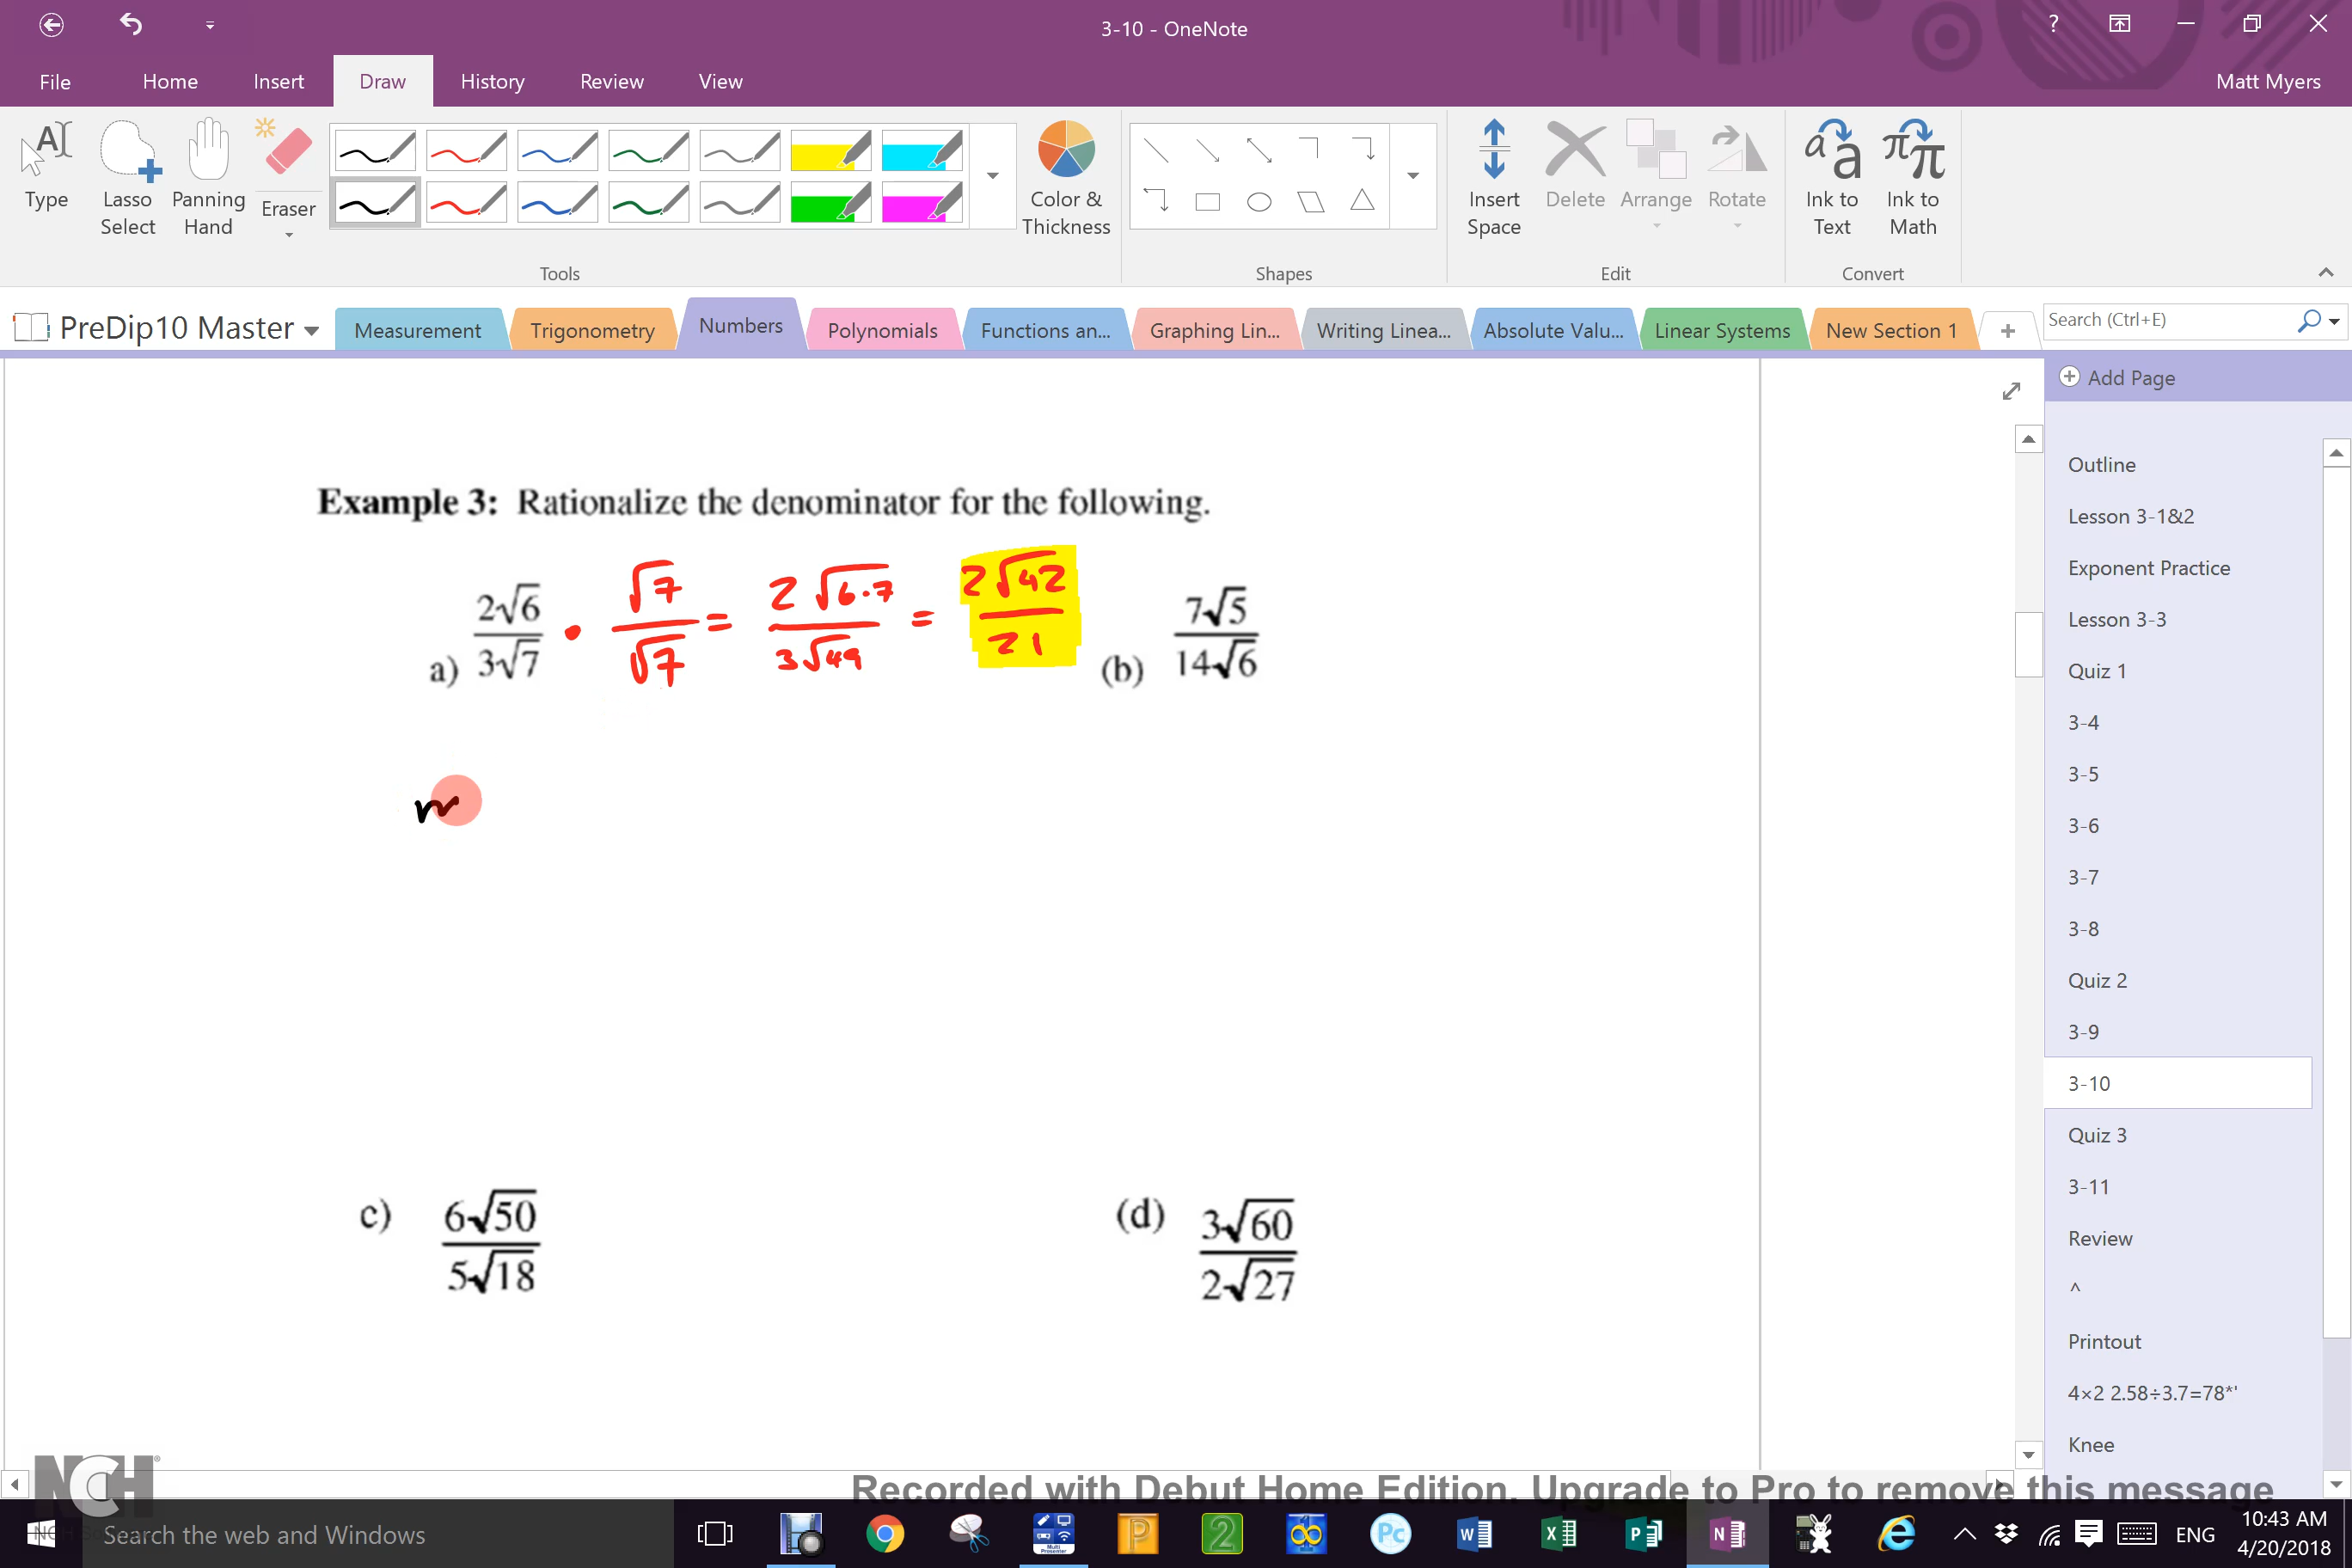 3-10 - OneNote
?
File Home Insert Draw History Review View Matt Myers
Type Lasso Select Panning Hand Eraser Color & Thickness Insert Space Delete Arrange Rotate Ink to Text Ink to Math
Tools Shapes Edit Convert
PreDip10 Master Measurement Trigonometry Numbers Polynomials Functions an... Graphing Lin... Writing Linea... Absolute Valu... Linear Systems New Section 1 + Search (Ctrl+E)
Add Page
Outline
Lesson 3-1&2
Exponent Practice
Lesson 3-3
Quiz 1
3-4
3-5
3-6
3-7
3-8
Quiz 2
3-9
3-10
Quiz 3
3-11
Review
^
Printout
4×2 2.58÷3.7=78*'
Knee
Example 3: Rationalize the denominator for the following.
a) 2√6/3√7 • √7/√7 = 2√6·7/3√49 = 2√42/21
(b) 7√5/14√6
c) 6√50/5√18
(d) 3√60/2√27
NCH®
Recorded with Debut Home Edition. Upgrade to Pro to remove this message
Search the web and Windows
ENG
10:43 AM
4/20/2018